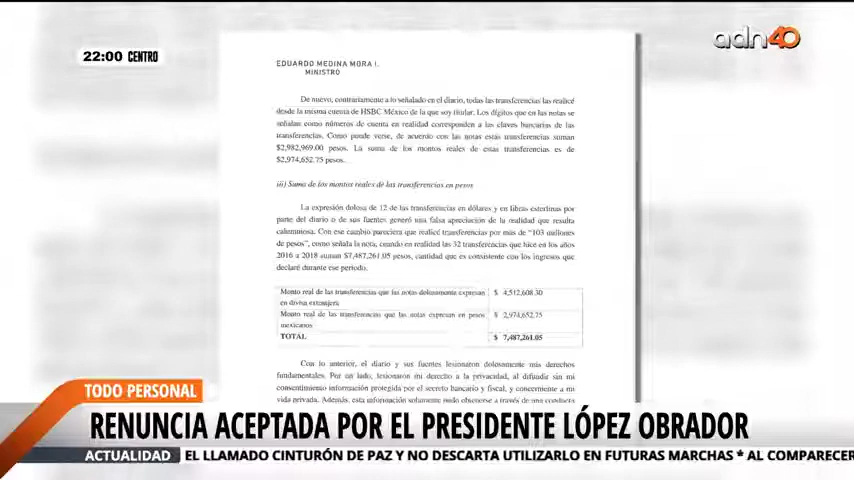 22:00 CENTRO
adn40
EDUARDO MEDINA MORA I.
MINISTRO
De nuevo, contrariamente a lo señalado en el diario, todas las transferencias las realicé
desde la misma cuenta de HSBC México de la que soy titular. Los dígitos que en las notas se
señalan como números de cuenta en realidad corresponden a las claves bancarias de las
transferencias. Como puede verse, de acuerdo con las notas estas transferencias suman
$2,982,969.00 pesos. La suma de los montos reales de estas transferencias es de
$2,974,652.75 pesos.
iii) Suma de los montos reales de las transferencias en pesos
La expresión dolosa de 12 de las transferencias en dólares y en libras esterlinas por
parte del diario o de sus fuentes generó una falsa apreciación de la realidad que resulta
calumniosa. Con ese cambio pareciera que realicé transferencias por más de "103 millones
de pesos", como señala la nota, cuando en realidad las 32 transferencias que hice en los años
2016 a 2018 suman $7,487,261.05 pesos, cantidad que es consistente con los ingresos que
declaré durante ese periodo.
Monto real de las transferencias que las notas dolosamente expresan $ 4,512,608.30
en divisa extranjera
Monto real de las transferencias que las notas expresan en pesos $ 2,974,652.75
mexicanos
TOTAL $ 7,487,261.05
Con lo anterior, el diario y sus fuentes lesionaron dolosamente mis derechos
fundamentales. Por un lado, lesionaron mi derecho a la privacidad, al difundir sin mi
consentimiento información protegida por el secreto bancario y fiscal, y concerniente a mi
vida privada. Además, esta información solamente pudo obtenerse a través de una conducta
TODO PERSONAL
RENUNCIA ACEPTADA POR EL PRESIDENTE LÓPEZ OBRADOR
ACTUALIDAD EL LLAMADO CINTURÓN DE PAZ Y NO DESCARTA UTILIZARLO EN FUTURAS MARCHAS * AL COMPARECER